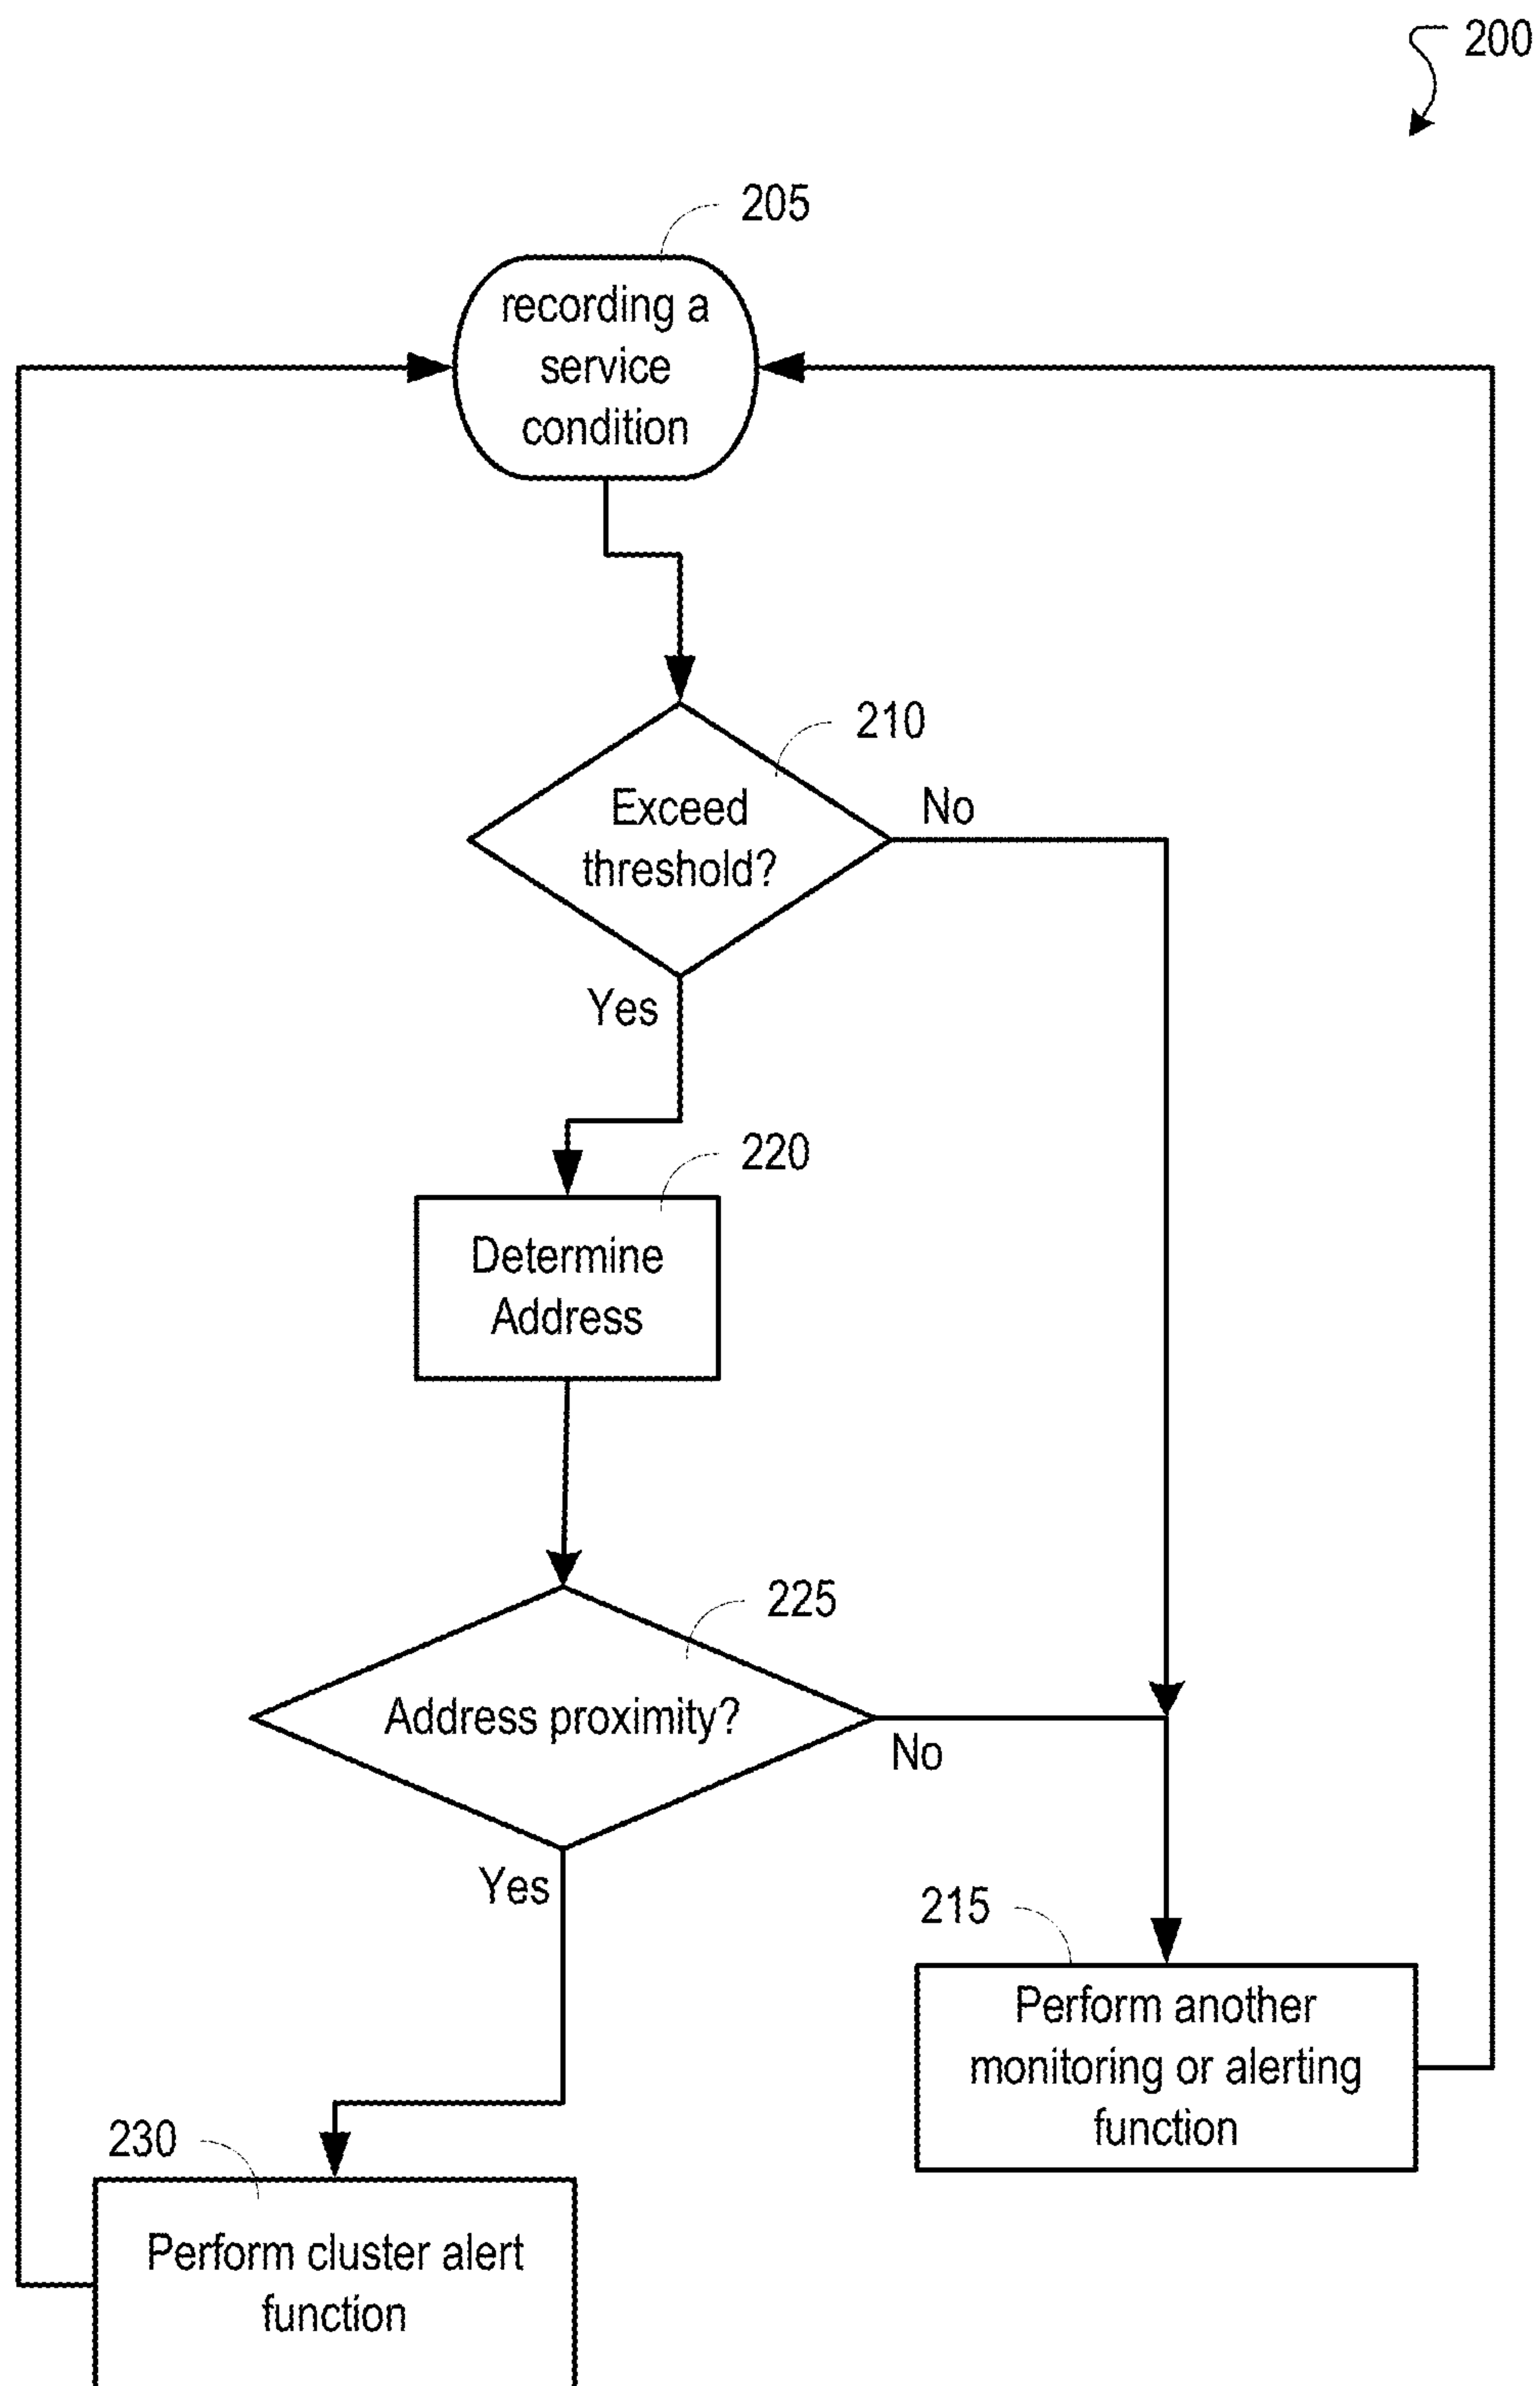 200
205
recording a
service
condition
210
Exceed
threshold?
No
Yes
220
Determine
Address
225
Address proximity?
No
Yes
215
Perform another
monitoring or alerting
function
230
Perform cluster alert
function